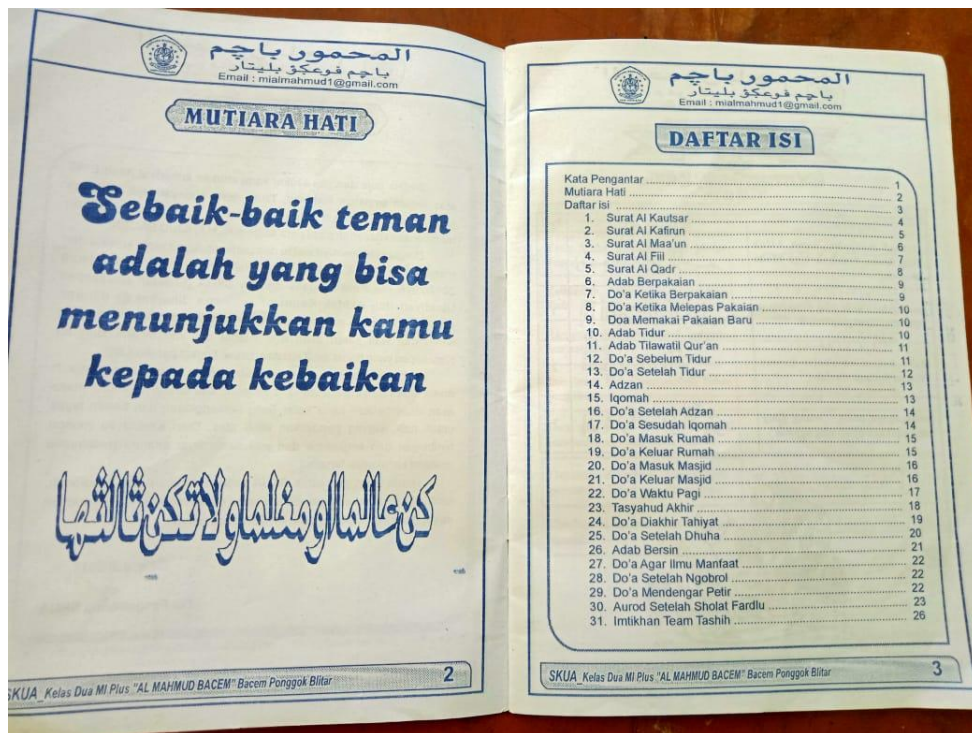 المحمور باچم
باچم فوعكق بليتار
Email : mialmahmud1@gmail.com
MUTIARA HATI
Sebaik-baik teman
adalah yang bisa
menunjukkan kamu
kepada kebaikan
كن عالما او متعلما ولا تكن ثالثها
SKUA_Kelas Dua MI Plus "AL MAHMUD BACEM" Bacem Ponggok Blitar 2
المحمور باچم
باچم فوعكق بليتار
Email : mialmahmud1@gmail.com
DAFTAR ISI
Kata Pengantar ........ 1
Mutiara Hati ........ 2
Daftar isi ........ 3
1. Surat Al Kautsar ........ 4
2. Surat Al Kafirun ........ 5
3. Surat Al Maa'un ........ 6
4. Surat Al Fiil ........ 7
5. Surat Al Qadr ........ 8
6. Adab Berpakaian ........ 9
7. Do'a Ketika Berpakaian ........ 9
8. Do'a Ketika Melepas Pakaian ........ 10
9. Doa Memakai Pakaian Baru ........ 10
10. Adab Tidur ........ 10
11. Adab Tilawatil Qur'an ........ 11
12. Do'a Sebelum Tidur ........ 11
13. Do'a Setelah Tidur ........ 12
14. Adzan ........ 13
15. Iqomah ........ 13
16. Do'a Setelah Adzan ........ 14
17. Do'a Sesudah Iqomah ........ 14
18. Do'a Masuk Rumah ........ 15
19. Do'a Keluar Rumah ........ 15
20. Do'a Masuk Masjid ........ 16
21. Do'a Keluar Masjid ........ 16
22. Do'a Waktu Pagi ........ 17
23. Tasyahud Akhir ........ 18
24. Do'a Diakhir Tahiyat ........ 19
25. Do'a Setelah Dhuha ........ 20
26. Adab Bersin ........ 21
27. Do'a Agar Ilmu Manfaat ........ 22
28. Do'a Setelah Ngobrol ........ 22
29. Do'a Mendengar Petir ........ 22
30. Aurod Setelah Sholat Fardlu ........ 23
31. Imtikhan Team Tashih ........ 26
SKUA_Kelas Dua MI Plus "AL MAHMUD BACEM" Bacem Ponggok Blitar 3